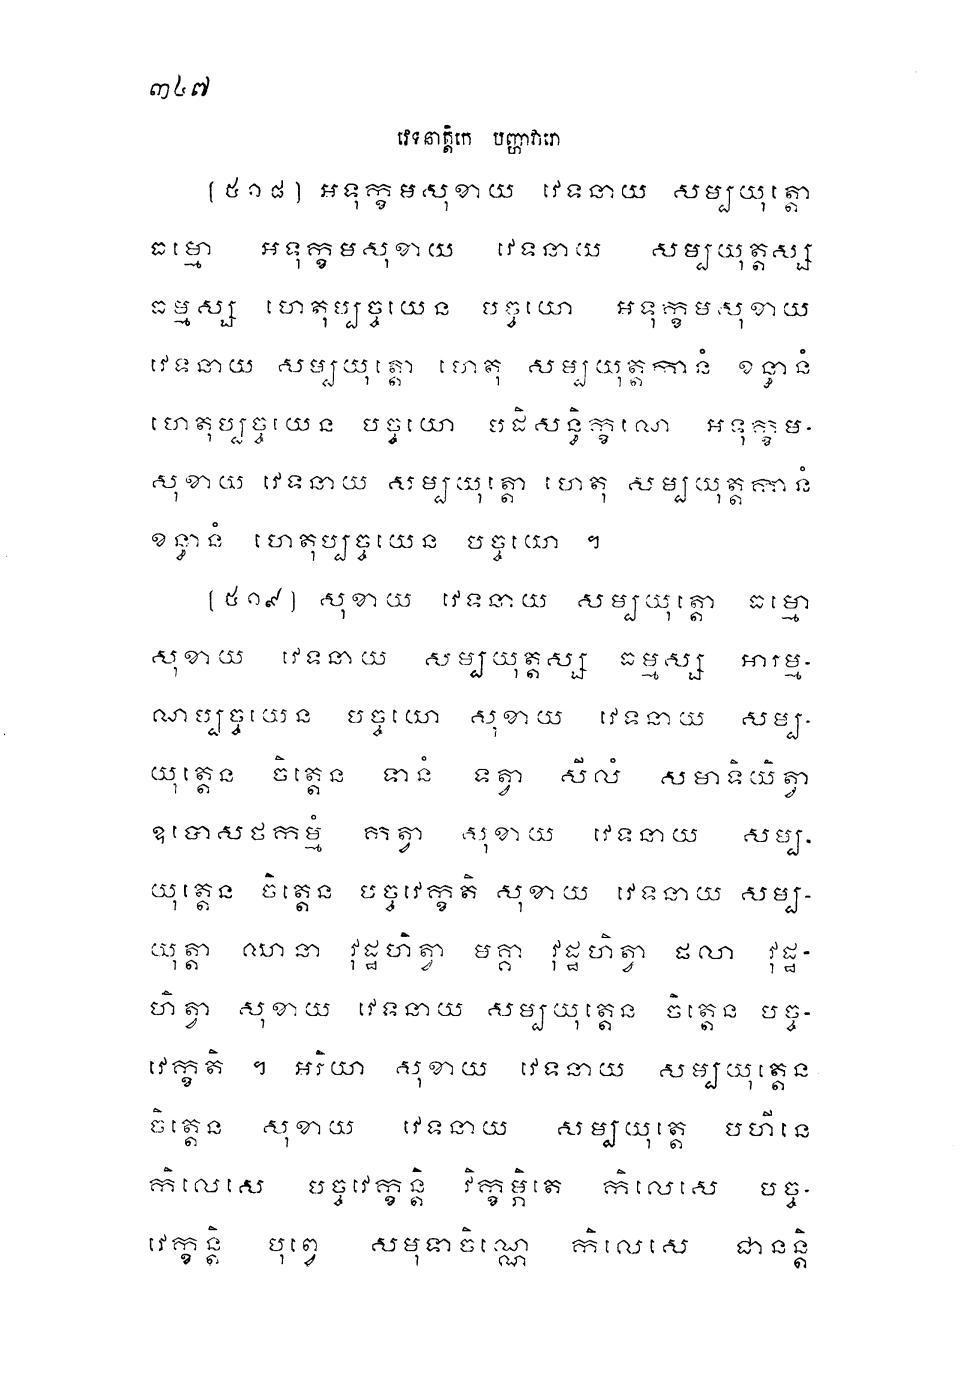 ៣៤៧
វេទនាត្តិកេ បញ្ហាវារោ
[៥១៨] អទុក្ខមសុខាយ វេទនាយ សម្បយុត្តោ
ធម្មោ អទុក្ខមសុខាយ វេទនាយ សម្បយុត្តស្ស
ធម្មស្ស ហេតុប្បច្ចយេន បច្ចយោ អទុក្ខមសុខាយ
វេទនាយ សម្បយុត្តោ ហេតុ សម្បយុត្តកានំ ខន្ធានំ
ហេតុប្បច្ចយេន បច្ចយោ បដិសន្ធិក្ខណេ អទុក្ខម-
សុខាយ វេទនាយ សម្បយុត្តោ ហេតុ សម្បយុត្តកានំ
ខន្ធានំ ហេតុប្បច្ចយេន បច្ចយោ ។
[៥១៩] សុខាយ វេទនាយ សម្បយុត្តោ ធម្មោ
សុខាយ វេទនាយ សម្បយុត្តស្ស ធម្មស្ស អារម្ម-
ណប្បច្ចយេន បច្ចយោ សុខាយ វេទនាយ សម្ប-
យុត្តេន ចិត្តេន ទានំ ទត្វា សីលំ សមាទិយិត្វា
ឧបោសថកម្មំ កត្វា សុខាយ វេទនាយ សម្ប-
យុត្តេន ចិត្តេន បច្ចវេក្ខតិ សុខាយ វេទនាយ សម្ប-
យុត្តា ឈានា វុដ្ឋហិត្វា មគ្គា វុដ្ឋហិត្វា ផលា វុដ្ឋ-
ហិត្វា សុខាយ វេទនាយ សម្បយុត្តេន ចិត្តេន បច្ច-
វេក្ខតិ ។ អរិយា សុខាយ វេទនាយ សម្បយុត្តេន
ចិត្តេន សុខាយ វេទនាយ សម្បយុត្តេ បហីនេ
កិលេសេ បច្ចវេក្ខន្តិ វិក្ខម្ភិតេ កិលេសេ បច្ច-
វេក្ខន្តិ បុព្វេ សមុទាចិណ្ណេ កិលេសេ ជានន្តិ